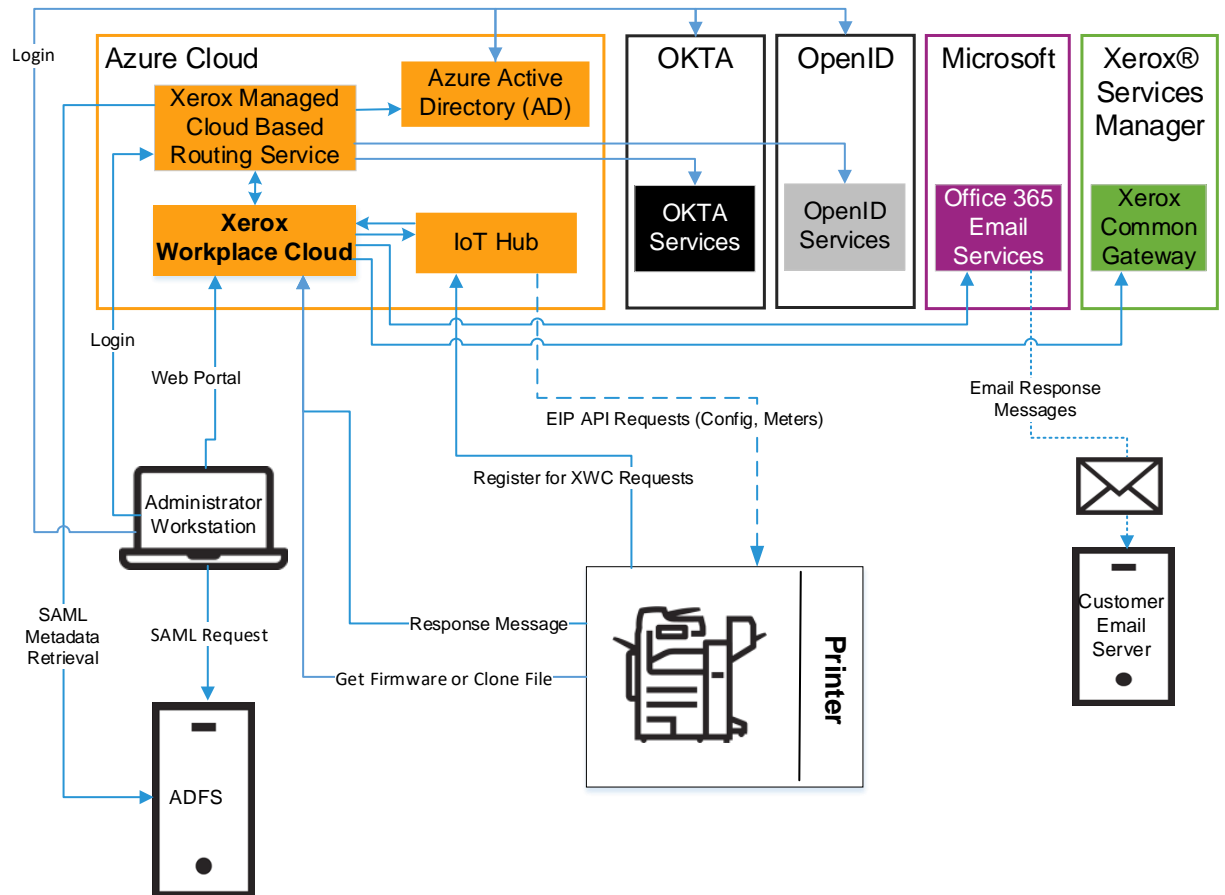 Login
Azure Cloud
Azure Active
Directory (AD)
Xerox Managed
Cloud Based
Routing Service
Xerox
Workplace Cloud
IoT Hub
OKTA
OKTA
Services
OpenID
OpenID
Services
Microsoft
Office 365
Email
Services
Xerox®
Services
Manager
Xerox
Common
Gateway
Login
Web Portal
EIP API Requests (Config, Meters)
Register for XWC Requests
Email Response
Messages
Administrator
Workstation
SAML
Metadata
Retrieval
SAML Request
Response Message
Get Firmware or Clone File
Printer
Customer
Email
Server
ADFS